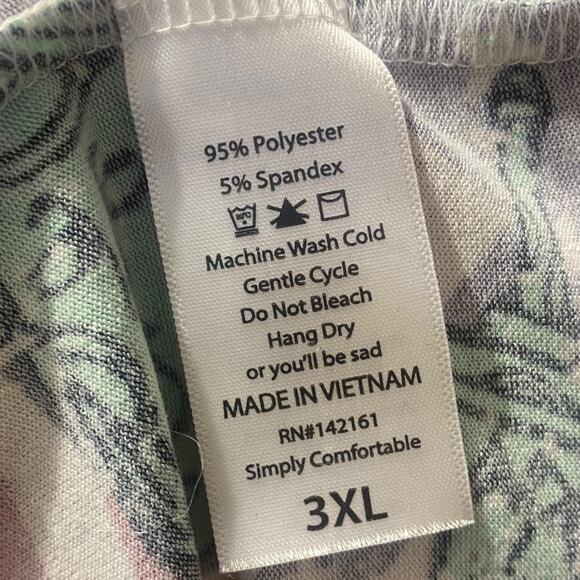 95% Polyester
5% Spandex
Machine Wash Cold
Gentle Cycle
Do Not Bleach
Hang Dry
or you'll be sad
MADE IN VIETNAM
RN#142161
Simply Comfortable
3XL